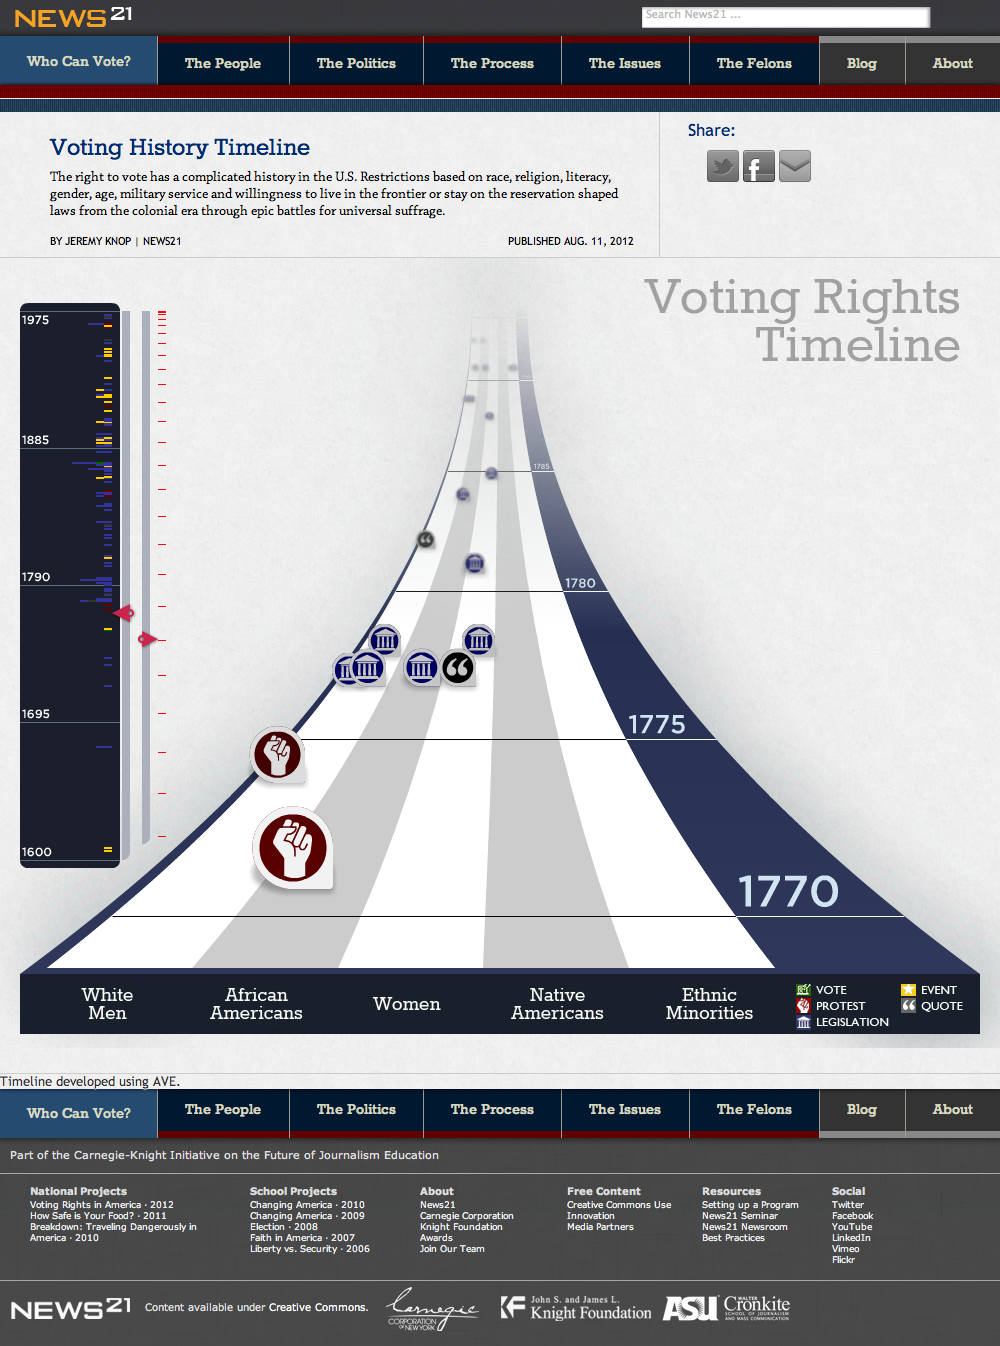 NEWS21
Search News21 ...
Who Can Vote?
The People
The Politics
The Process
The Issues
The Felons
Blog
About
Voting History Timeline
The right to vote has a complicated history in the U.S. Restrictions based on race, religion, literacy,
gender, age, military service and willingness to live in the frontier or stay on the reservation shaped
laws from the colonial era through epic battles for universal suffrage.
BY JEREMY KNOP | NEWS21
PUBLISHED AUG. 11, 2012
Share:
Voting Rights
Timeline
1975
1885
1790
1695
1600
1785
1780
1775
1770
White
Men
African
Americans
Women
Native
Americans
Ethnic
Minorities
VOTE
PROTEST
LEGISLATION
EVENT
QUOTE
Timeline developed using AVE.
Who Can Vote?
The People
The Politics
The Process
The Issues
The Felons
Blog
About
Part of the Carnegie-Knight Initiative on the Future of Journalism Education
National Projects
Voting Rights in America · 2012
How Safe is Your Food? · 2011
Breakdown: Traveling Dangerously in
America · 2010
School Projects
Changing America · 2010
Changing America · 2009
Election · 2008
Faith in America · 2007
Liberty vs. Security · 2006
About
News21
Carnegie Corporation
Knight Foundation
Awards
Join Our Team
Free Content
Creative Commons Use
Innovation
Media Partners
Resources
Setting up a Program
News21 Seminar
News21 Newsroom
Best Practices
Social
Twitter
Facebook
YouTube
LinkedIn
Vimeo
Flickr
NEWS21
Content available under Creative Commons.
Carnegie
CORPORATION
OF NEW YORK
John S. and James L.
Knight Foundation
ASU
WALTER
Cronkite
SCHOOL OF JOURNALISM
AND MASS COMMUNICATION